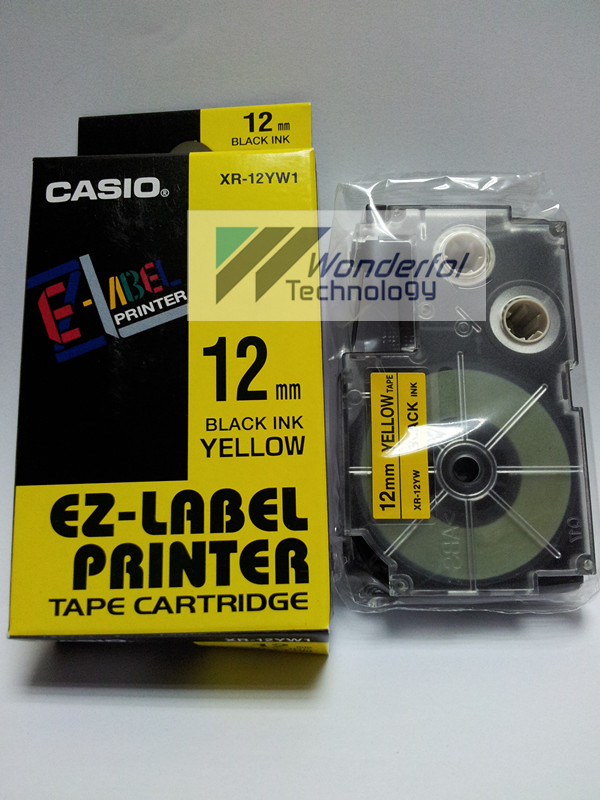 12 mm
BLACK INK
CASIO®
XR-12YW1
EZ-LABEL
PRINTER
Wonderfol
Technology
12 mm
BLACK INK
YELLOW
EZ-LABEL
PRINTER
TAPE CARTRIDGE
XR-12YW1
12mm YELLOW TAPE
XR-12YW BLACK INK